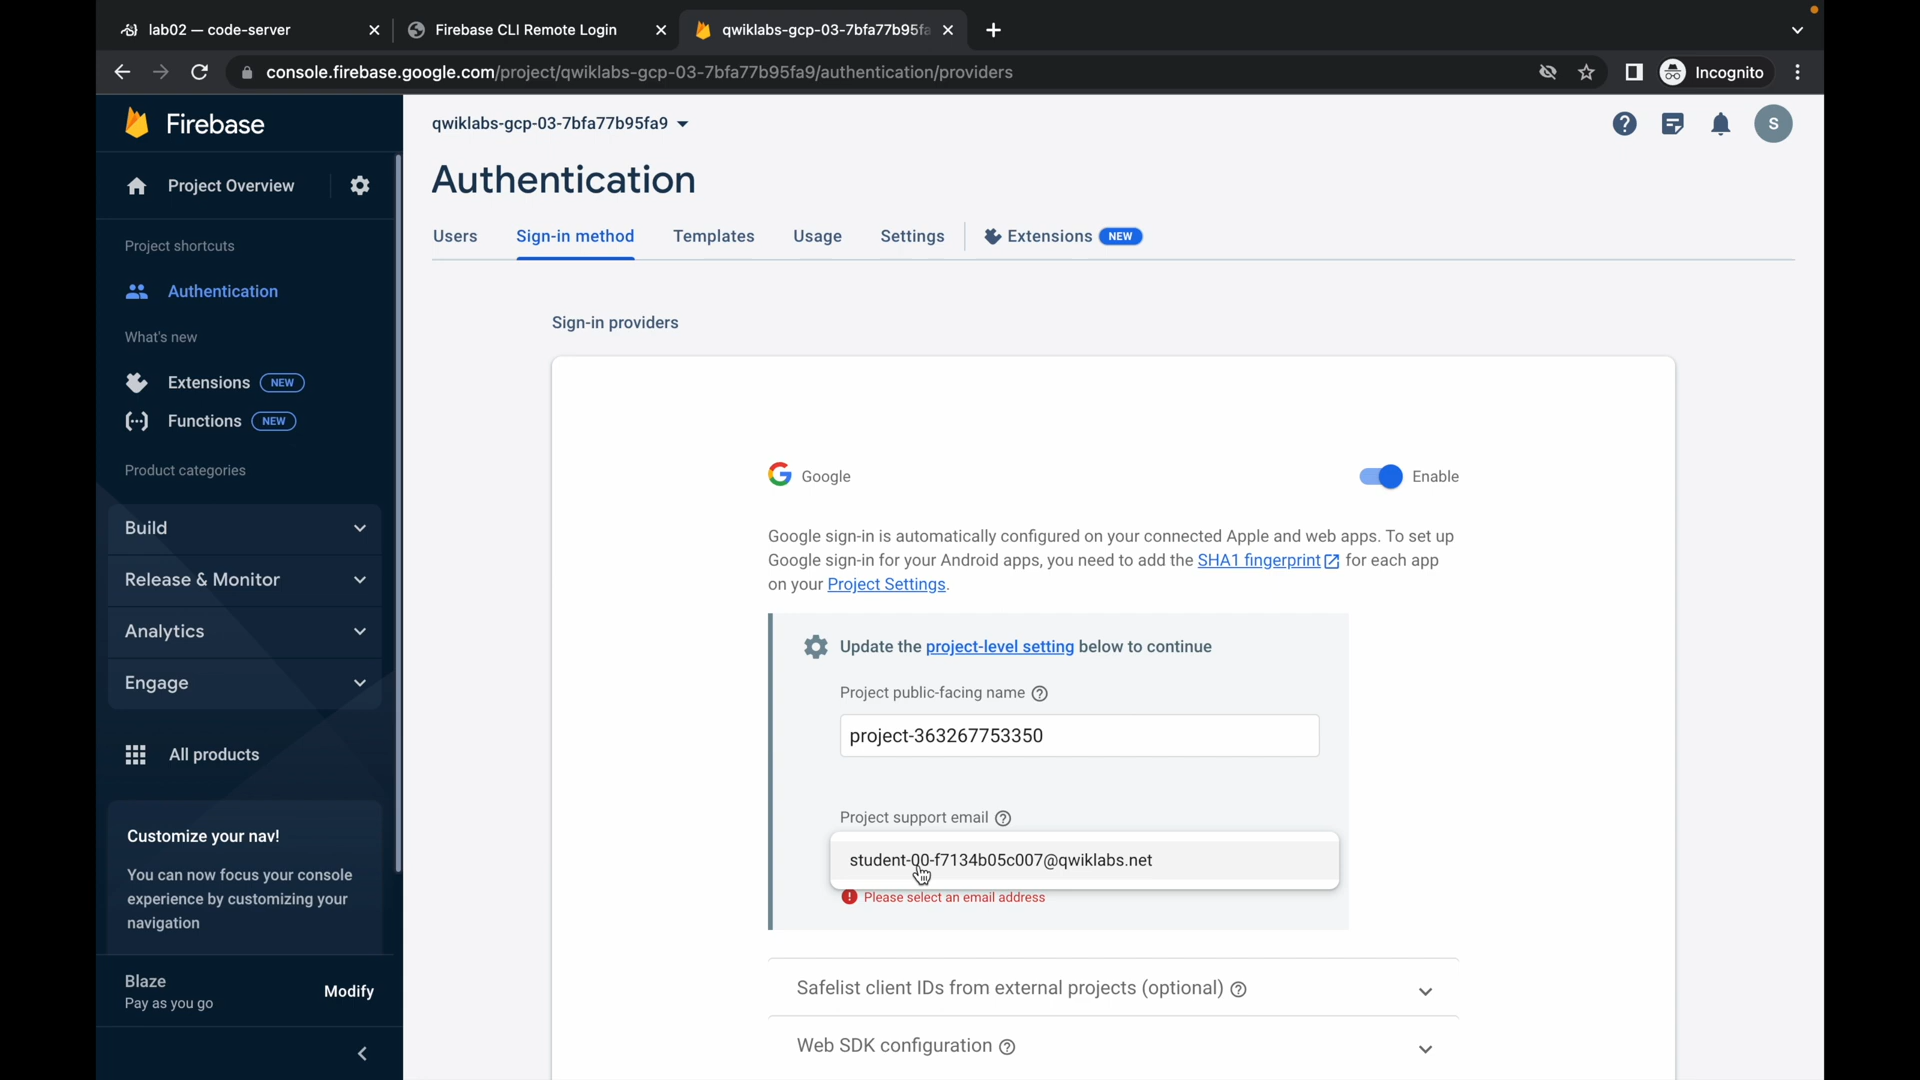 lab02 — code-server
Firebase CLI Remote Login
qwiklabs-gcp-03-7bfa77b95fa
console.firebase.google.com/project/qwiklabs-gcp-03-7bfa77b95fa9/authentication/providers
Incognito
Firebase
qwiklabs-gcp-03-7bfa77b95fa9
S
Project Overview
Authentication
Users
Sign-in method
Templates
Usage
Settings
Extensions NEW
Project shortcuts
Authentication
What's new
Extensions NEW
Functions NEW
Product categories
Build
Release & Monitor
Analytics
Engage
All products
Customize your nav!
You can now focus your console
experience by customizing your
navigation
Blaze
Pay as you go
Modify
Sign-in providers
Google
Enable
Google sign-in is automatically configured on your connected Apple and web apps. To set up
Google sign-in for your Android apps, you need to add the SHA1 fingerprint for each app
on your Project Settings.
Update the project-level setting below to continue
Project public-facing name
project-363267753350
Project support email
student-00-f7134b05c007@qwiklabs.net
Please select an email address
Safelist client IDs from external projects (optional)
Web SDK configuration